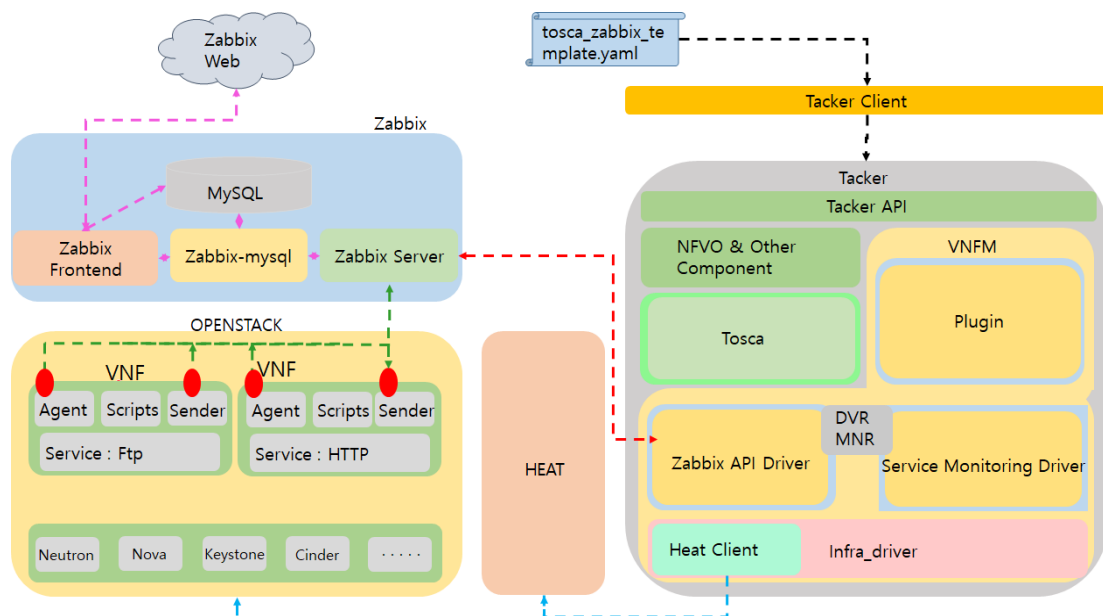 Zabbix
Web
tosca_zabbix_te
mplate.yaml
Tacker Client
Zabbix
MySQL
Zabbix
Frontend
Zabbix-mysql
Zabbix Server
Tacker
Tacker API
NFVO & Other
Component
VNFM
Plugin
Tosca
OPENSTACK
VNF
VNF
Agent
Scripts
Sender
Agent
Scripts
Sender
Service : Ftp
Service : HTTP
HEAT
DVR
MNR
Zabbix API Driver
Service Monitoring Driver
Neutron
Nova
Keystone
Cinder
· · · · ·
Heat Client
Infra_driver